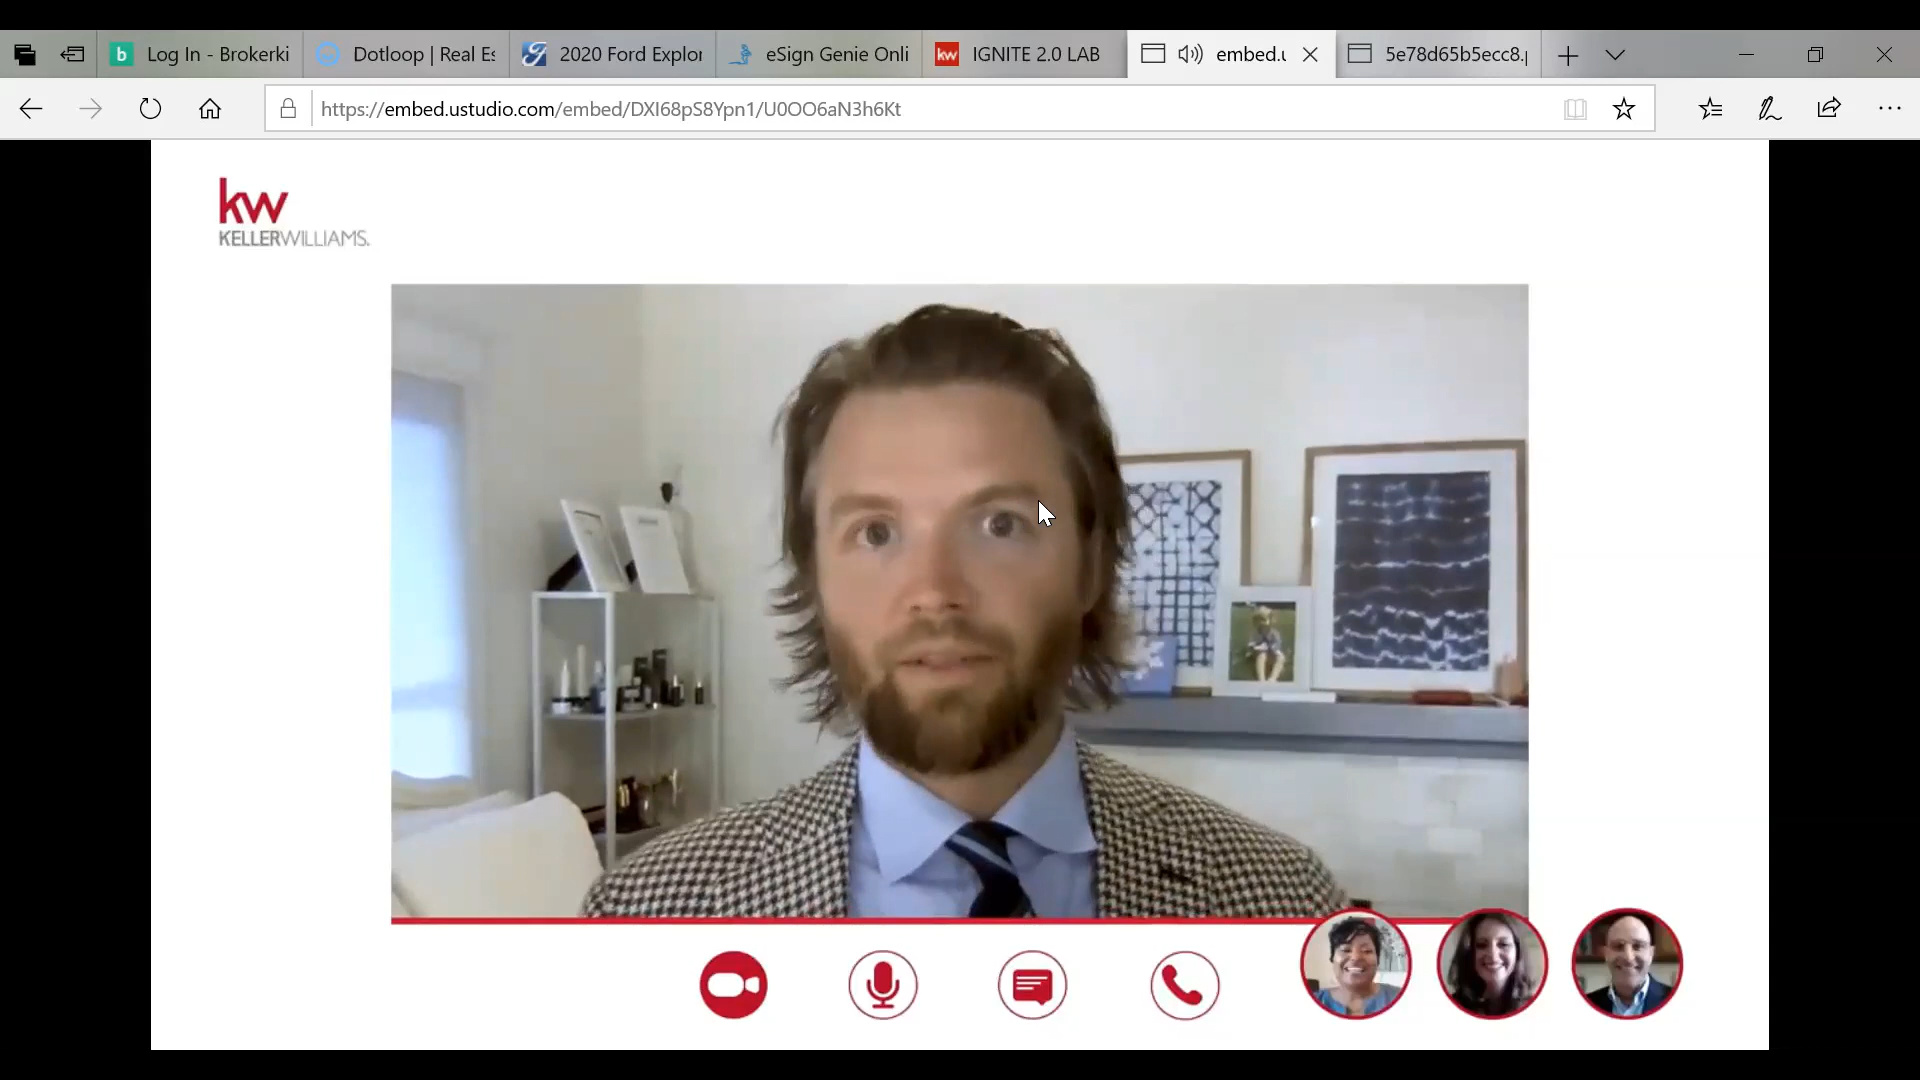 Log In - Brokerki
Dotloop | Real Es
2020 Ford Explor
eSign Genie Onli
IGNITE 2.0 LAB
embed.u
5e78d65b5ecc8.p
https://embed.ustudio.com/embed/DXI68pS8Ypn1/U0OO6aN3h6Kt
kw
KELLERWILLIAMS.